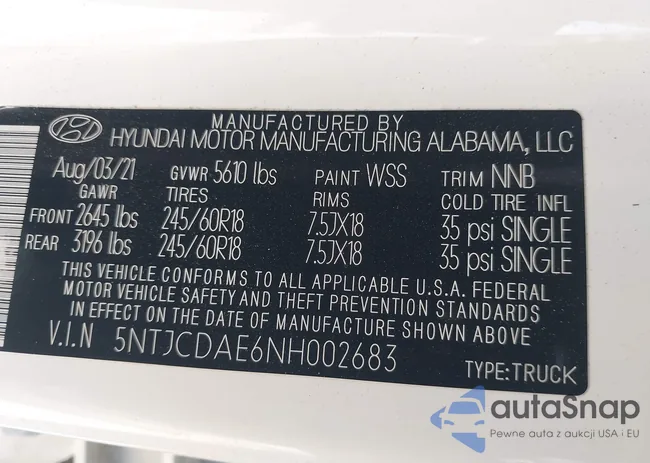 MANUFACTURED BY
HYUNDAI MOTOR MANUFACTURING ALABAMA, LLC
Aug/03/21 GVWR 5610 lbs PAINT WSS TRIM NNB
GAWR TIRES RIMS COLD TIRE INFL
FRONT 2645 lbs 245/60R18 7.5JX18 35 psi SINGLE
REAR 3196 lbs 245/60R18 7.5JX18 35 psi SINGLE
THIS VEHICLE CONFORMS TO ALL APPLICABLE U.S.A. FEDERAL
MOTOR VEHICLE SAFETY AND THEFT PREVENTION STANDARDS
IN EFFECT ON THE DATE OF MANUFACTURE SHOWN ABOVE
V.I.N 5NTJCDAE6NH002683
TYPE:TRUCK
autaSnap
Pewne auta z aukcji USA i EU